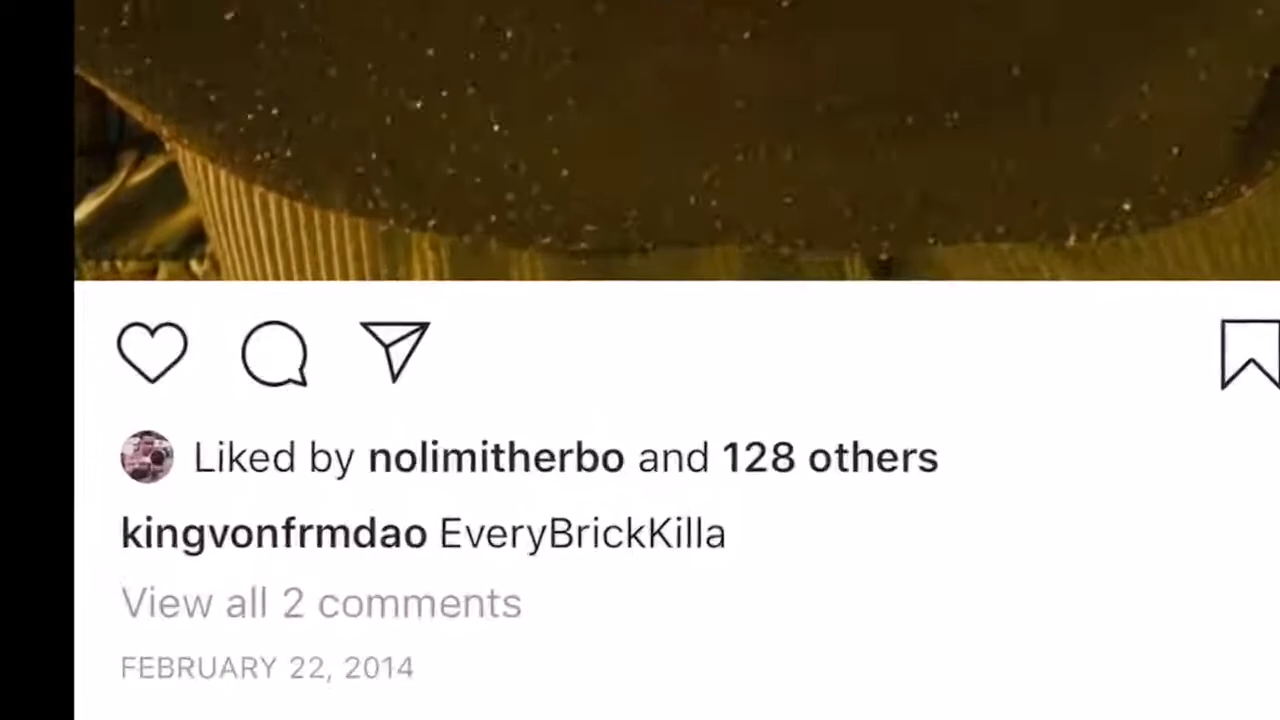 Liked by nolimitherbo and 128 others
kingvonfrmdao EveryBrickKilla
View all 2 comments
FEBRUARY 22, 2014